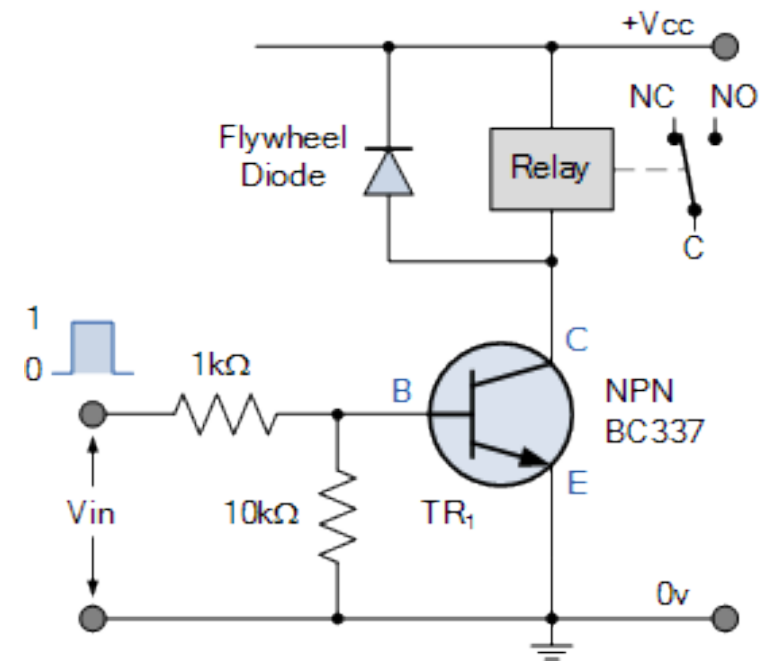 +Vcc
NC NO
Flywheel
Diode
Relay
C
1
0
1kΩ
B
C
NPN
BC337
Vin
10kΩ
TR₁
E
0v